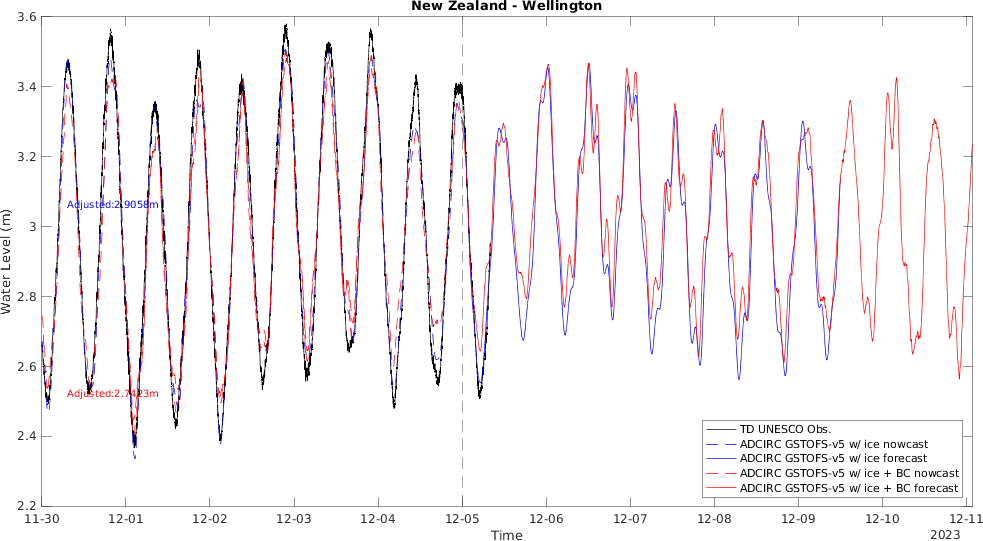 New Zealand - Wellington
3.6
3.4
3.2
3
2.8
2.6
2.4
2.2
Water Level (m)
Adjusted:2.9058m
Adjusted:2.7423m
TD UNESCO Obs.
ADCIRC GSTOFS-v5 w/ ice nowcast
ADCIRC GSTOFS-v5 w/ ice forecast
ADCIRC GSTOFS-v5 w/ ice + BC nowcast
ADCIRC GSTOFS-v5 w/ ice + BC forecast
11-30 12-01 12-02 12-03 12-04 12-05 12-06 12-07 12-08 12-09 12-10 12-11
Time
2023